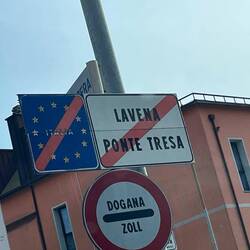 ITALIA
LAVENA
PONTE TRESA
DOGANA
ZOLL